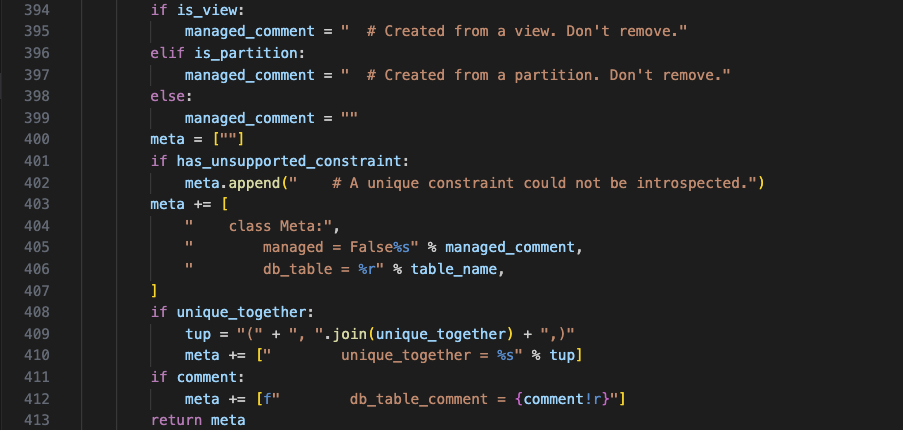 394         if is_view:
395             managed_comment = "  # Created from a view. Don't remove."
396         elif is_partition:
397             managed_comment = "  # Created from a partition. Don't remove."
398         else:
399             managed_comment = ""
400         meta = [""]
401         if has_unsupported_constraint:
402             meta.append("    # A unique constraint could not be introspected.")
403         meta += [
404             "    class Meta:",
405             "        managed = False%s" % managed_comment,
406             "        db_table = %r" % table_name,
407         ]
408         if unique_together:
409             tup = "(" + ", ".join(unique_together) + ",)"
410             meta += ["        unique_together = %s" % tup]
411         if comment:
412             meta += [f"        db_table_comment = {comment!r}"]
413         return meta